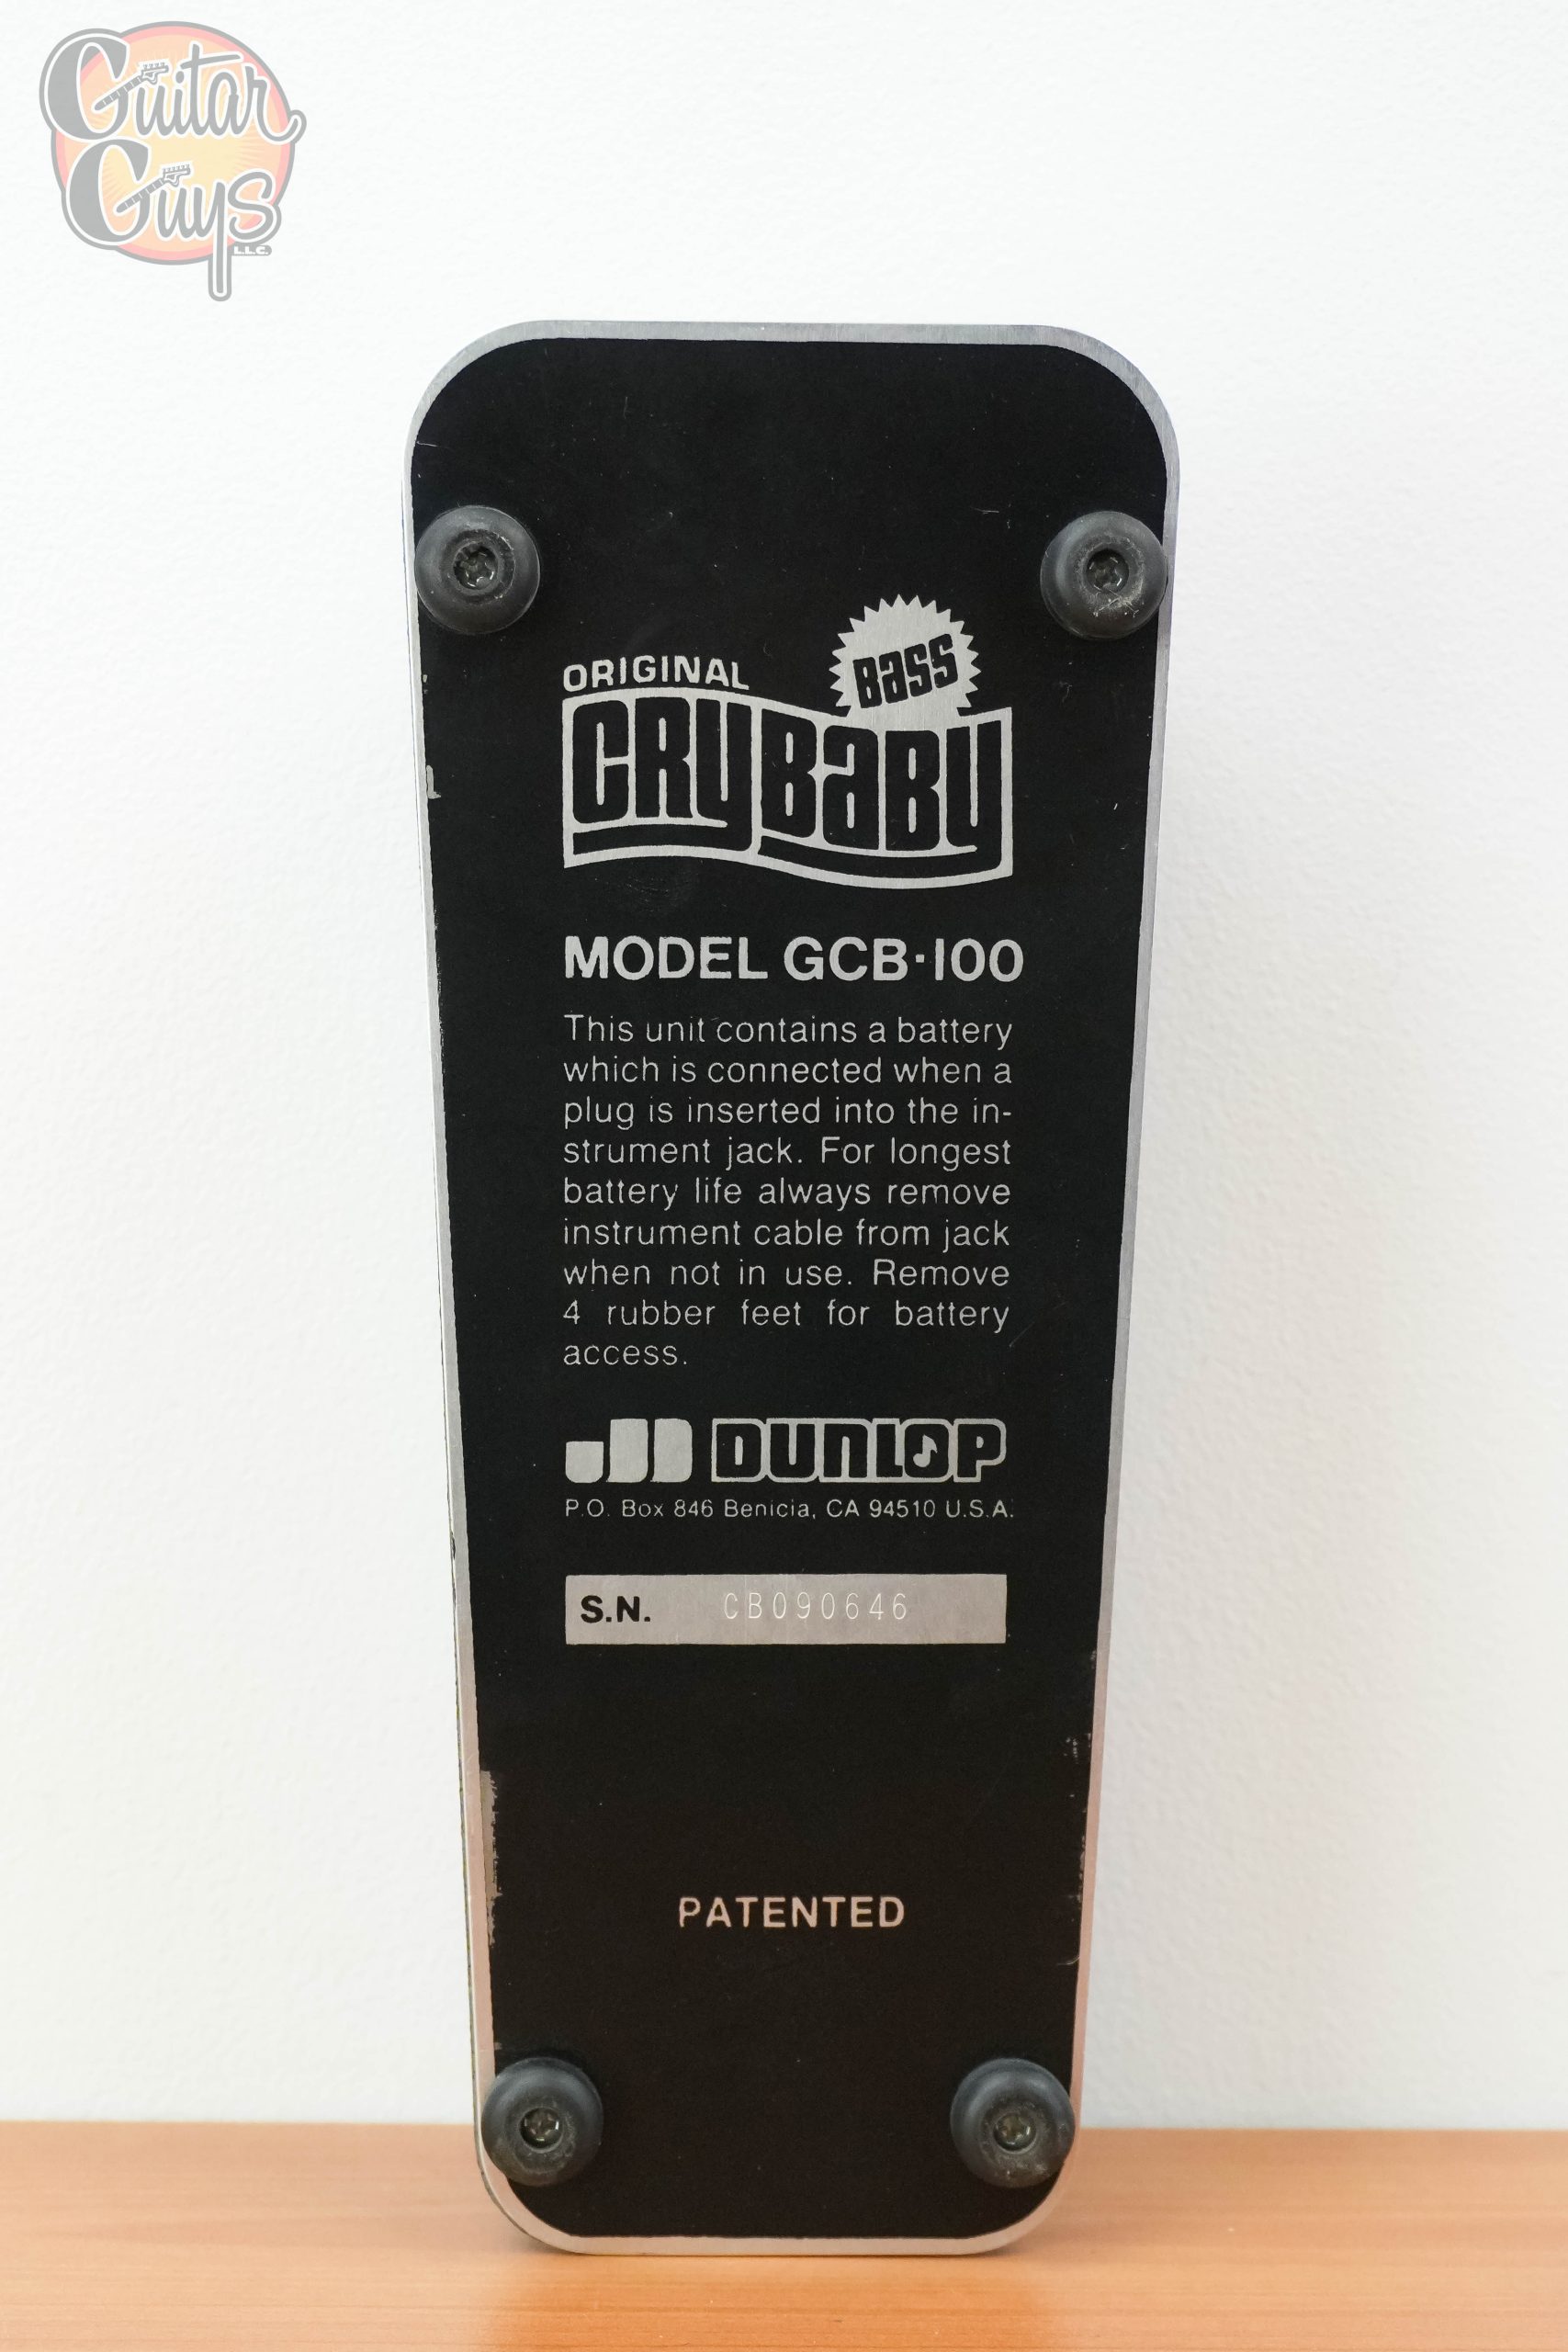 Guitar
Guys
LLC.
ORIGINAL
BASS
CRYBABY
MODEL GCB·100
This unit contains a battery
which is connected when a
plug is inserted into the in-
strument jack. For longest
battery life always remove
instrument cable from jack
when not in use. Remove
4 rubber feet for battery
access.
DUNLOP
P.O. Box 846 Benicia, CA 94510 U.S.A.
S.N. CB090646
PATENTED